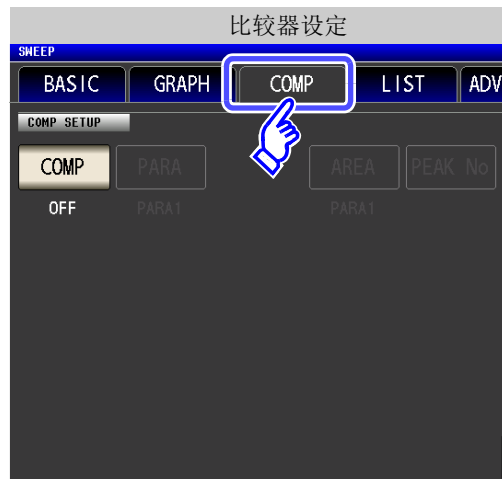 比较器设定
SWEEP
BASIC GRAPH COMP LIST ADV
COMP SETUP
COMP PARA AREA PEAK No
OFF PARA1 PARA1